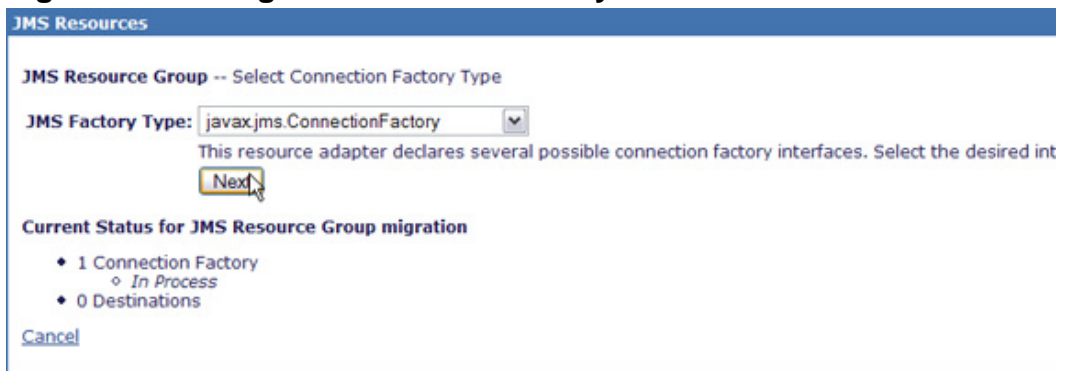 JMS Resources
JMS Resource Group -- Select Connection Factory Type
JMS Factory Type: javax.jms.ConnectionFactory
This resource adapter declares several possible connection factory interfaces. Select the desired int
Next
Current Status for JMS Resource Group migration
1 Connection Factory
In Process
0 Destinations
Cancel